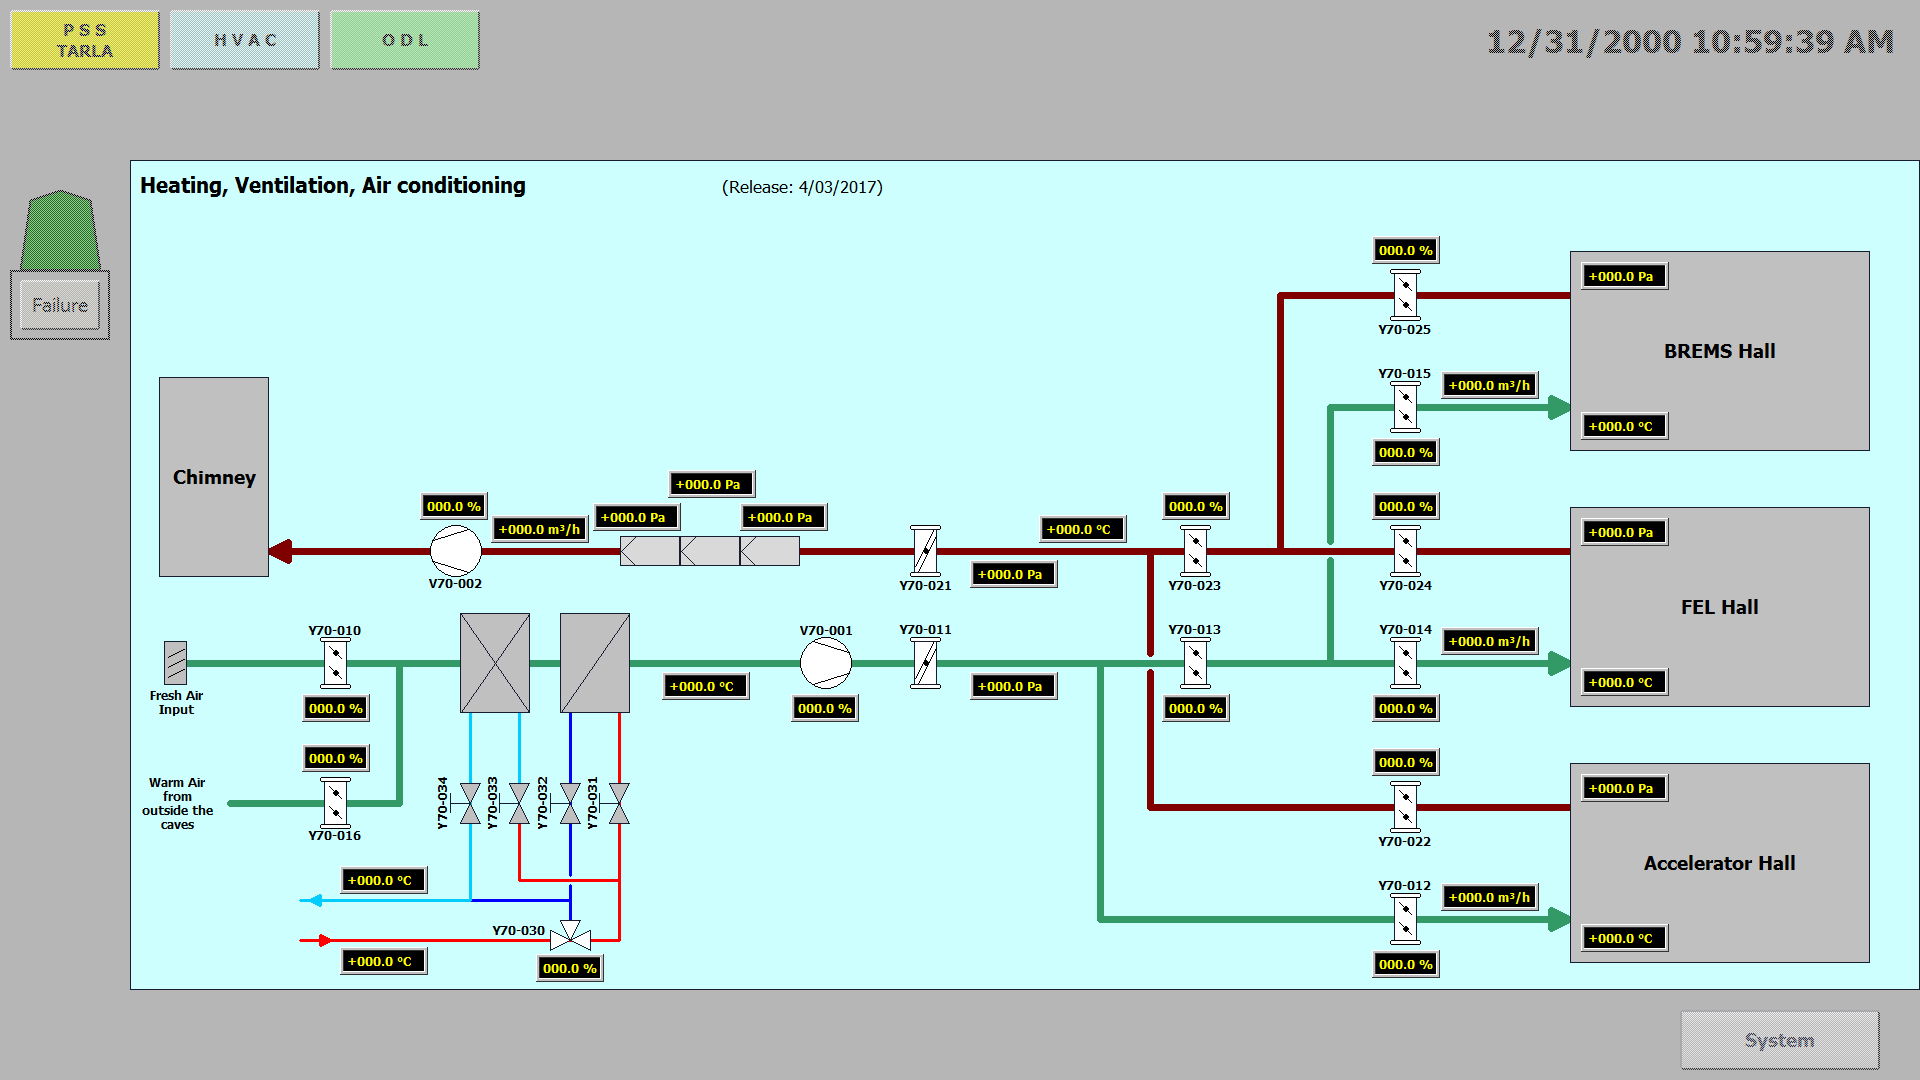 P S S
TARLA
H V A C
O D L
12/31/2000 10:59:39 AM
Heating, Ventilation, Air conditioning
(Release: 4/03/2017)
Failure
000.0 %
Y70-025
+000.0 Pa
BREMS Hall
Y70-015
+000.0 m³/h
000.0 %
+000.0 °C
Chimney
000.0 %
V70-002
+000.0 m³/h
+000.0 Pa
+000.0 Pa
+000.0 Pa
Y70-021
+000.0 Pa
+000.0 °C
000.0 %
Y70-023
000.0 %
Y70-024
+000.0 Pa
FEL Hall
Fresh Air
Input
Y70-010
000.0 %
+000.0 °C
V70-001
000.0 %
Y70-011
+000.0 Pa
Y70-013
000.0 %
Y70-014
000.0 %
+000.0 m³/h
+000.0 °C
Warm Air
from
outside the
caves
000.0 %
Y70-016
Y70-034
Y70-033
Y70-032
Y70-031
000.0 %
Y70-022
+000.0 Pa
Accelerator Hall
+000.0 °C
Y70-030
+000.0 °C
000.0 %
Y70-012
+000.0 m³/h
000.0 %
+000.0 °C
System